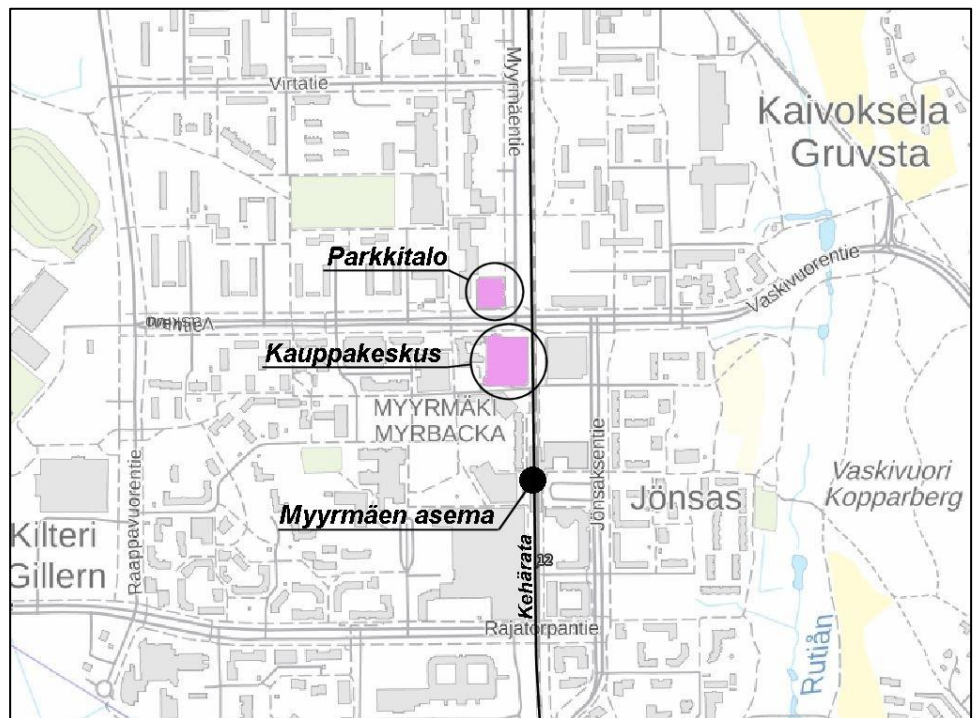 Virtatie
Myyrmäentie
Kaivoksela
Gruvsta
Parkkitalo
Vaskivuorentie
Kauppakeskus
MYYRMÄKI
MYRBACKA
Raappavuorentie
Jönsaksentie
Jönsas
Vaskivuori
Kopparberg
Myyrmäen asema
Kilteri
Gillern
Kehärata
12
Rajatorpantie
Rutiån